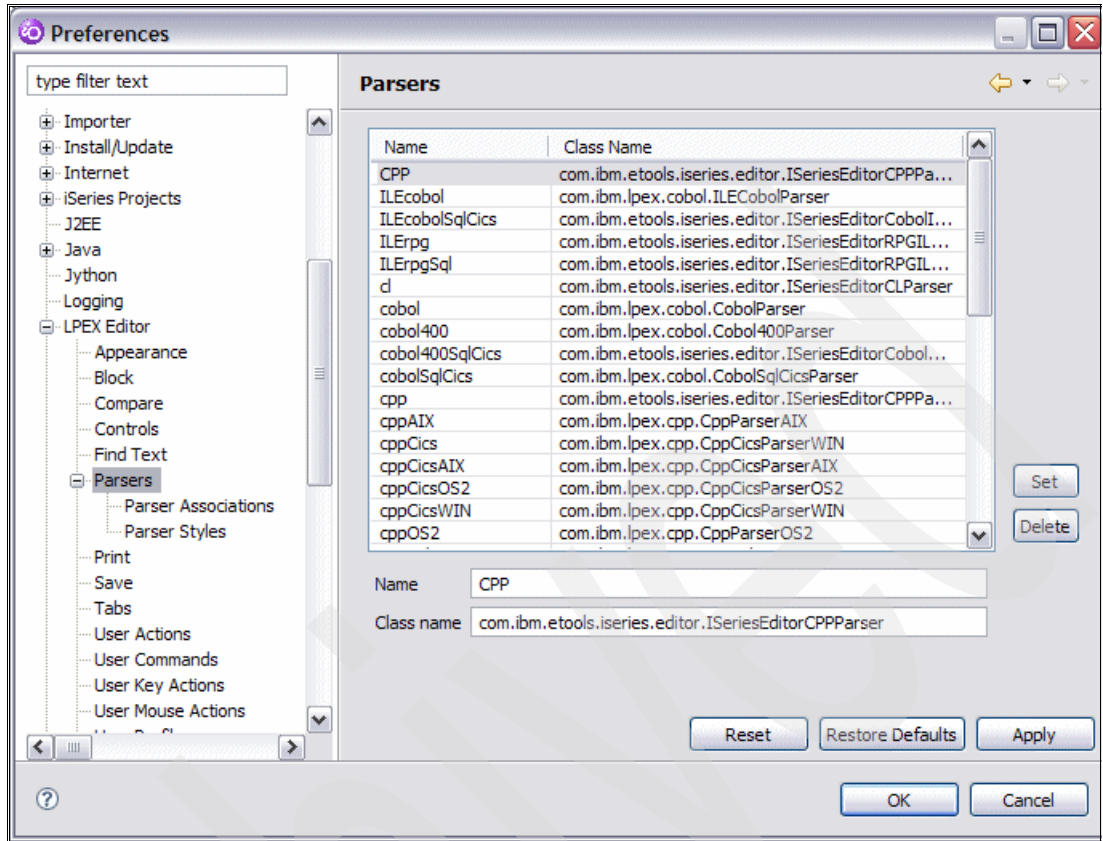 Preferences
type filter text
Importer
Install/Update
Internet
iSeries Projects
J2EE
Java
Jython
Logging
LPEX Editor
Appearance
Block
Compare
Controls
Find Text
Parsers
Parser Associations
Parser Styles
Print
Save
Tabs
User Actions
User Commands
User Key Actions
User Mouse Actions
Parsers
Name Class Name
CPP com.ibm.etools.iseries.editor.ISeriesEditorCPPPa...
ILEcobol com.ibm.lpex.cobol.ILECobolParser
ILEcobolSqlCics com.ibm.etools.iseries.editor.ISeriesEditorCobolI...
ILErpg com.ibm.etools.iseries.editor.ISeriesEditorRPGIL...
ILErpgSql com.ibm.etools.iseries.editor.ISeriesEditorRPGIL...
cl com.ibm.etools.iseries.editor.ISeriesEditorCLParser
cobol com.ibm.lpex.cobol.CobolParser
cobol400 com.ibm.lpex.cobol.Cobol400Parser
cobol400SqlCics com.ibm.etools.iseries.editor.ISeriesEditorCobol...
cobolSqlCics com.ibm.lpex.cobol.CobolSqlCicsParser
cpp com.ibm.etools.iseries.editor.ISeriesEditorCPPPa...
cppAIX com.ibm.lpex.cpp.CppParserAIX
cppCics com.ibm.lpex.cpp.CppCicsParserWIN
cppCicsAIX com.ibm.lpex.cpp.CppCicsParserAIX
cppCicsOS2 com.ibm.lpex.cpp.CppCicsParserOS2
cppCicsWIN com.ibm.lpex.cpp.CppCicsParserWIN
cppOS2 com.ibm.lpex.cpp.CppParserOS2
Set
Delete
Name CPP
Class name com.ibm.etools.iseries.editor.ISeriesEditorCPPParser
Reset Restore Defaults Apply
OK Cancel